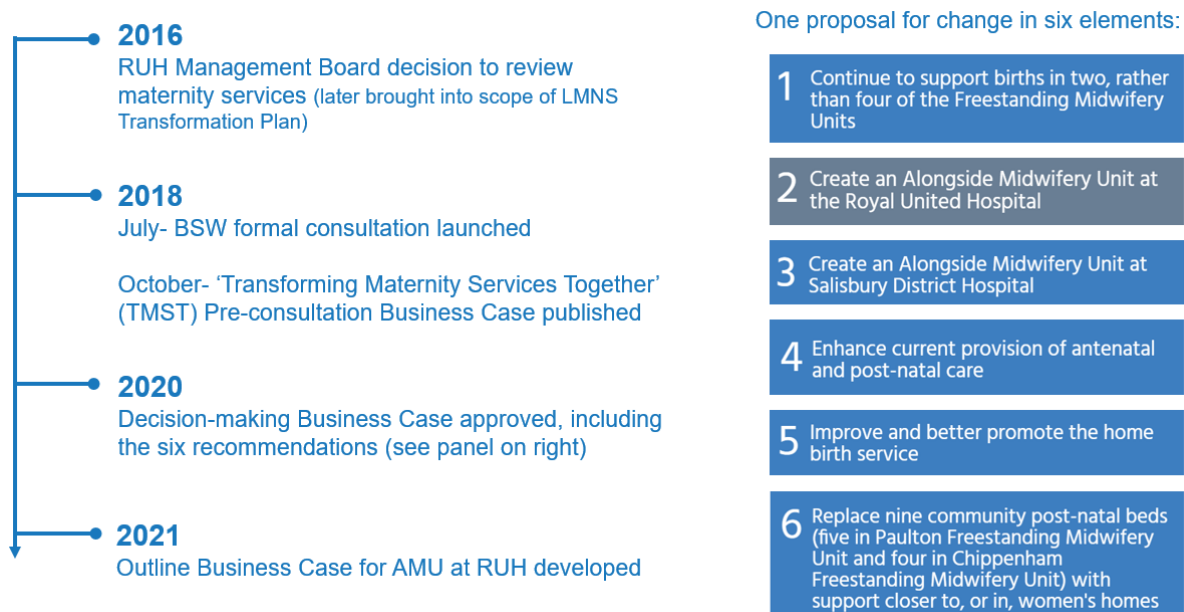 2016
RUH Management Board decision to review
maternity services (later brought into scope of LMNS
Transformation Plan)
2018
July- BSW formal consultation launched
October- ‘Transforming Maternity Services Together’
(TMST) Pre-consultation Business Case published
2020
Decision-making Business Case approved, including
the six recommendations (see panel on right)
2021
Outline Business Case for AMU at RUH developed
One proposal for change in six elements:
1 Continue to support births in two, rather
than four of the Freestanding Midwifery
Units
2 Create an Alongside Midwifery Unit at
the Royal United Hospital
3 Create an Alongside Midwifery Unit at
Salisbury District Hospital
4 Enhance current provision of antenatal
and post-natal care
5 Improve and better promote the home
birth service
6 Replace nine community post-natal beds
(five in Paulton Freestanding Midwifery
Unit and four in Chippenham
Freestanding Midwifery Unit) with
support closer to, or in, women's homes